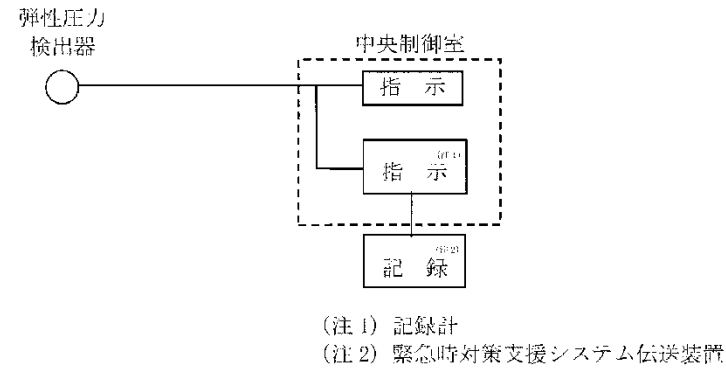 弾性圧力
検出器
中央制御室
指 示
指 示 (注1)
記 録 (注2)
(注 1) 記録計
(注 2) 緊急時対策支援システム伝送装置